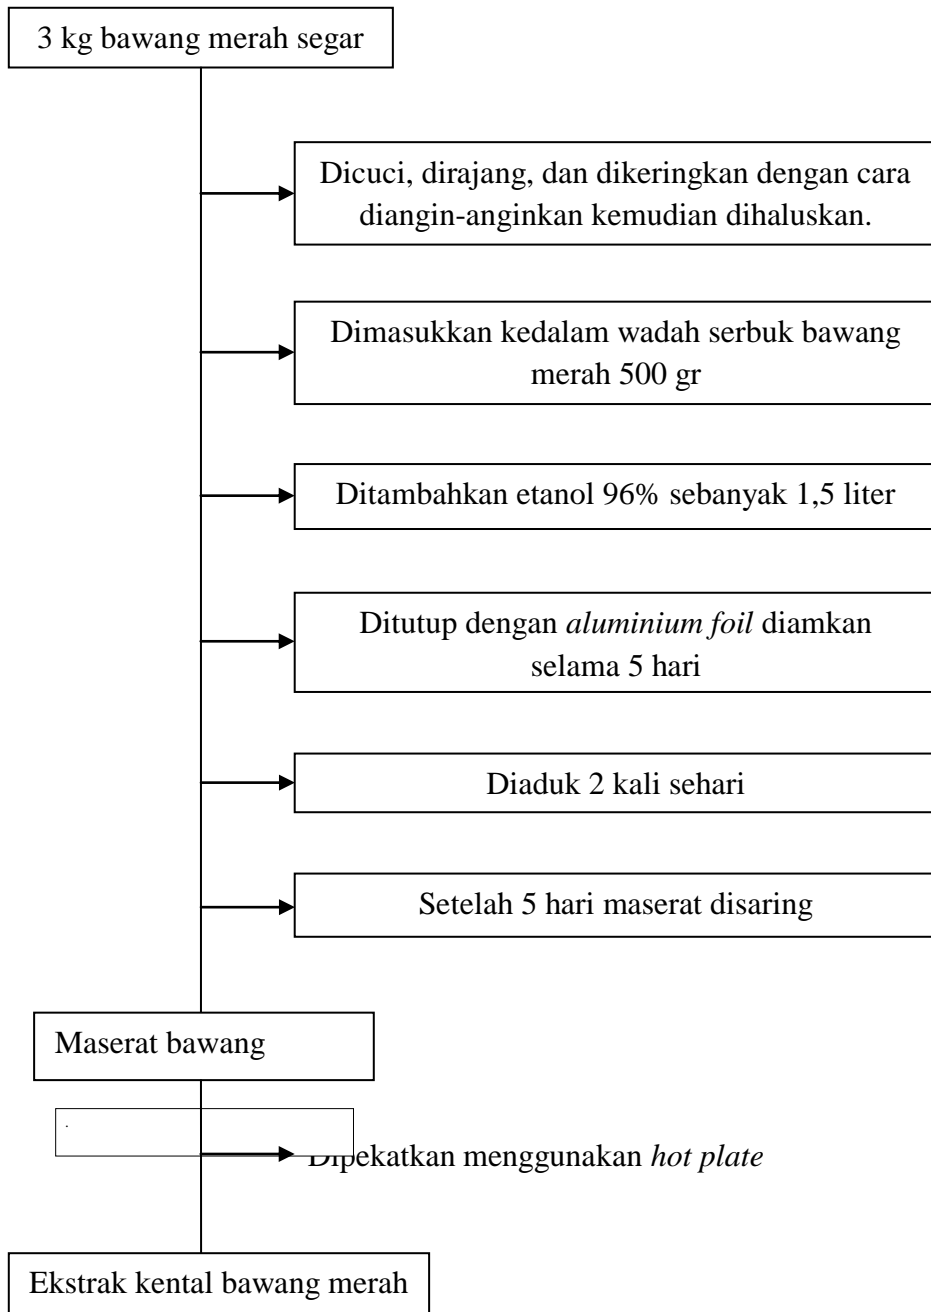 3 kg bawang merah segar
Dicuci, dirajang, dan dikeringkan dengan cara
diangin-anginkan kemudian dihaluskan.
Dimasukkan kedalam wadah serbuk bawang
merah 500 gr
Ditambahkan etanol 96% sebanyak 1,5 liter
Ditutup dengan aluminium foil diamkan
selama 5 hari
Diaduk 2 kali sehari
Setelah 5 hari maserat disaring
Maserat bawang
.
Dipekatkan menggunakan hot plate
Ekstrak kental bawang merah